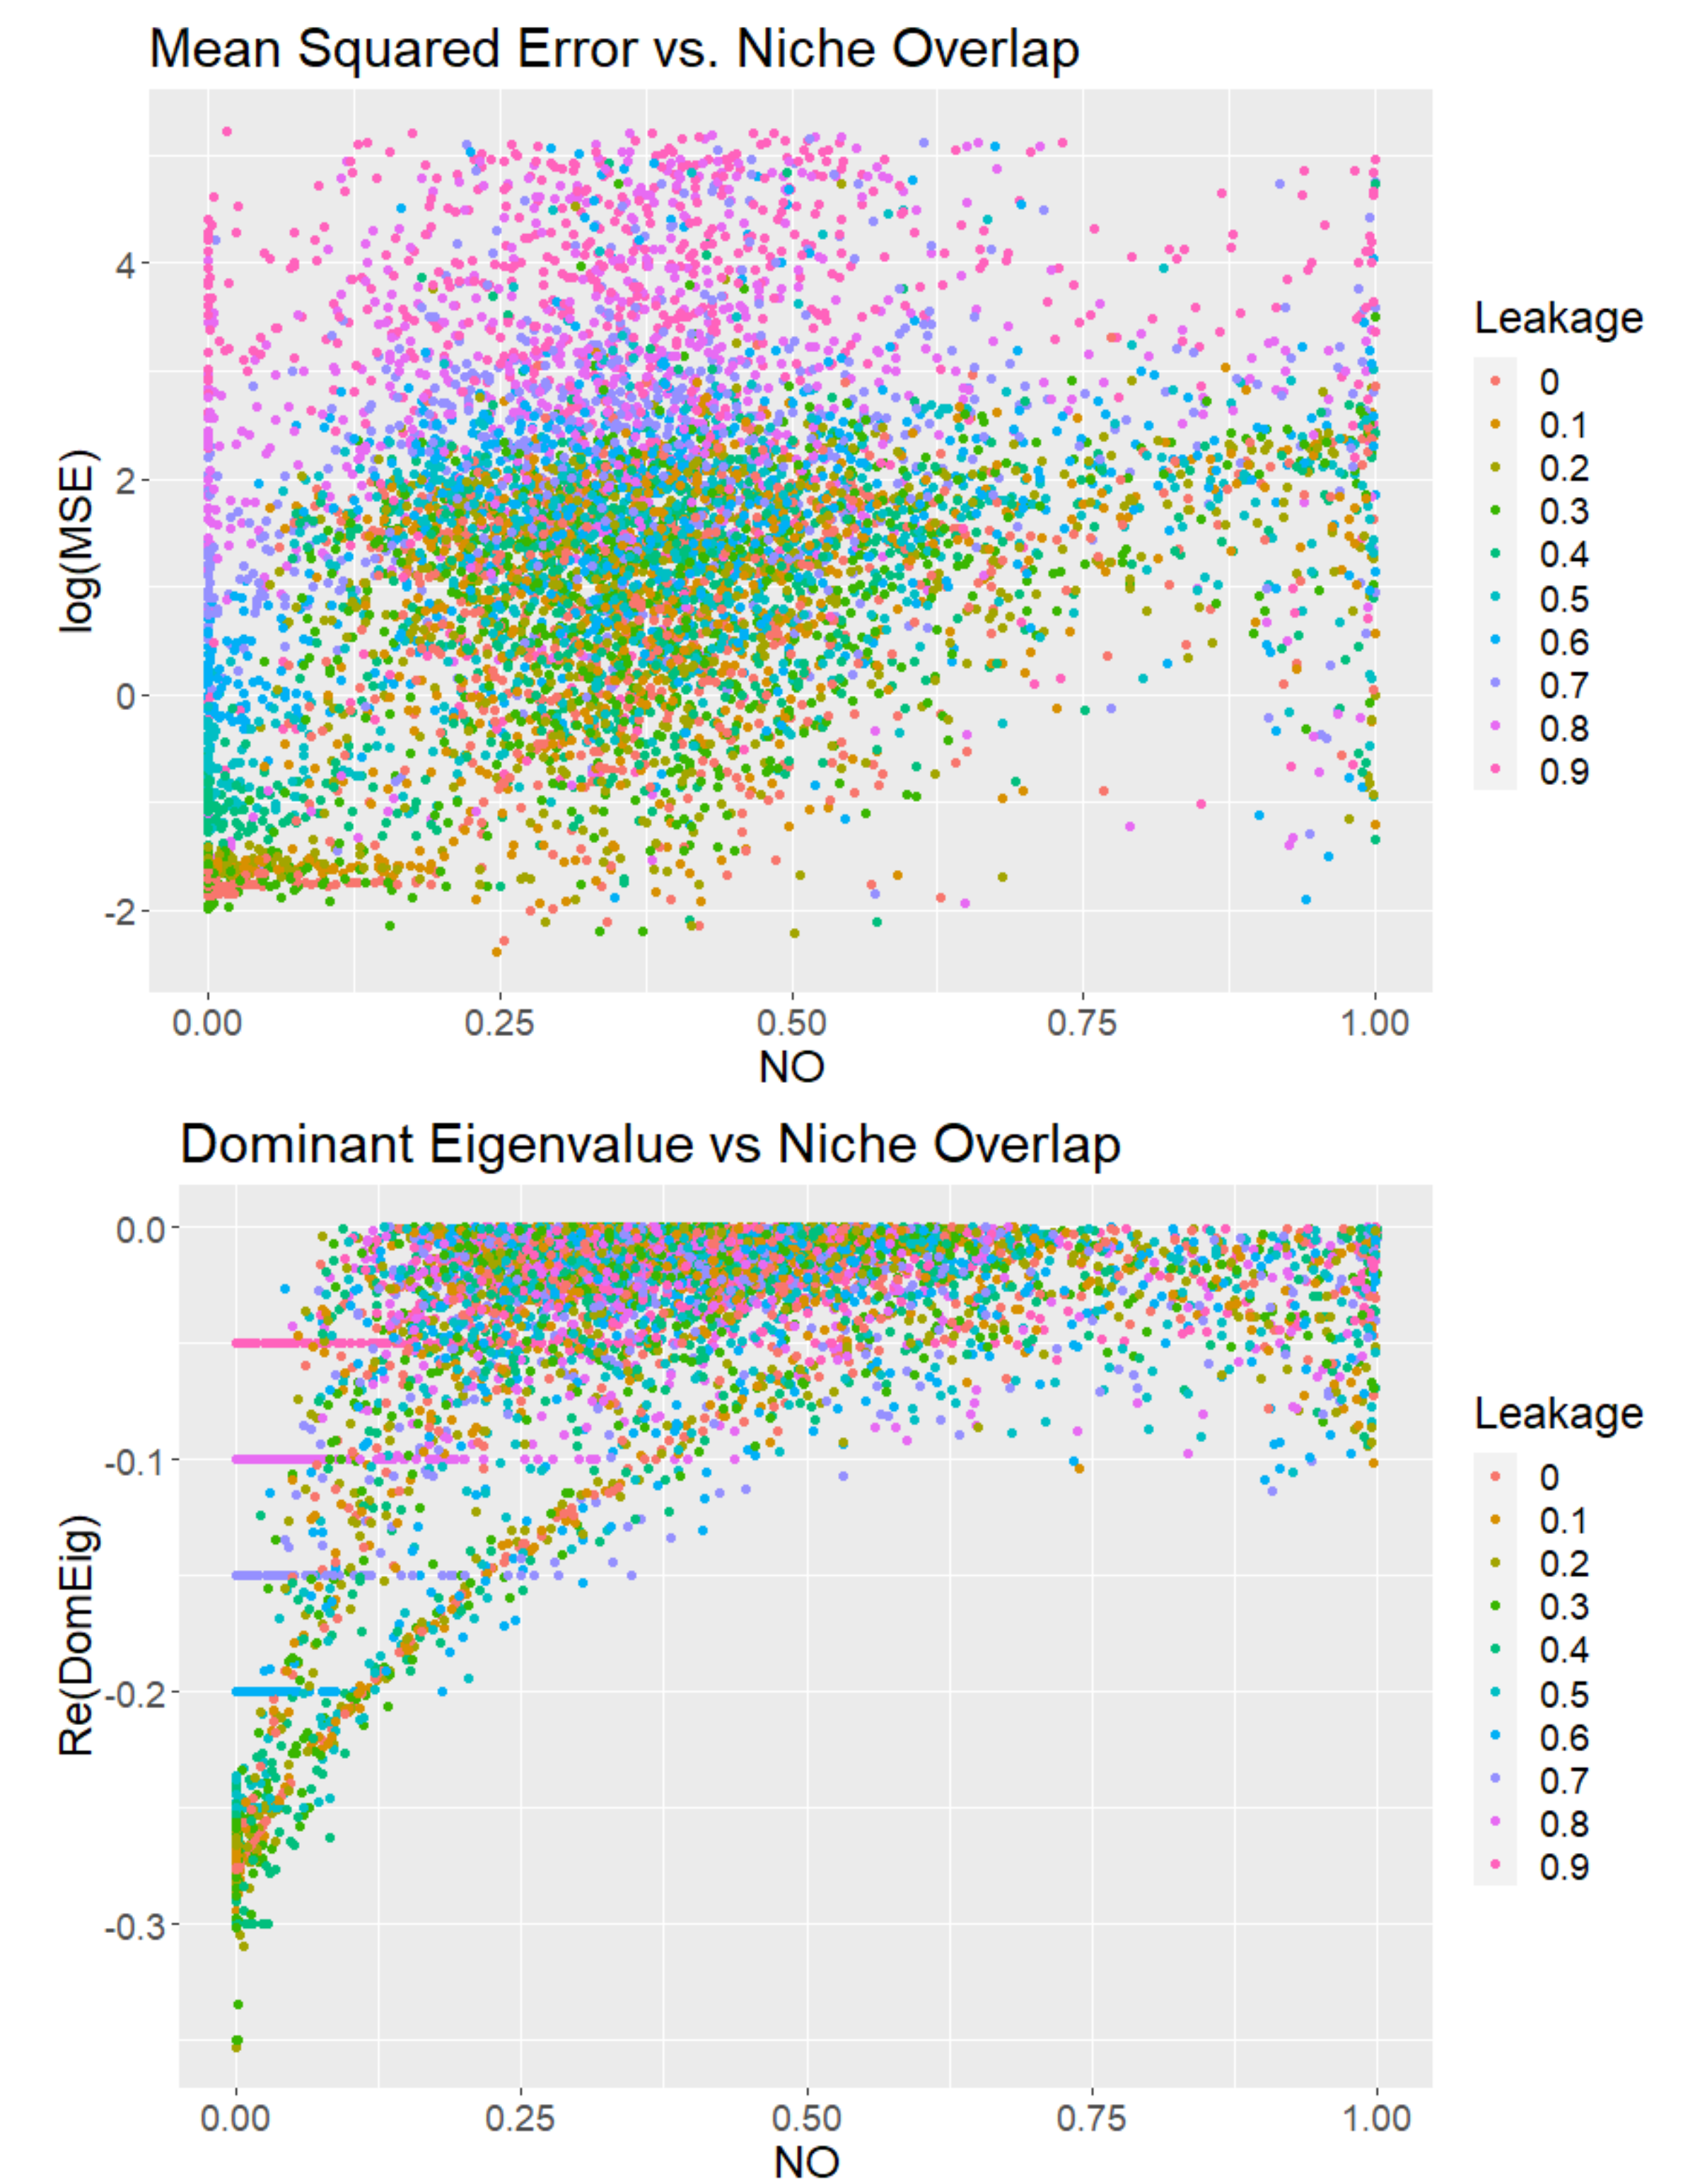 Mean Squared Error vs. Niche Overlap
log(MSE)
4
2
0
-2
0.00 0.25 0.50 0.75 1.00
NO
Leakage
0
0.1
0.2
0.3
0.4
0.5
0.6
0.7
0.8
0.9
Dominant Eigenvalue vs Niche Overlap
Re(DomEig)
0.0
-0.1
-0.2
-0.3
0.00 0.25 0.50 0.75 1.00
NO
Leakage
0
0.1
0.2
0.3
0.4
0.5
0.6
0.7
0.8
0.9